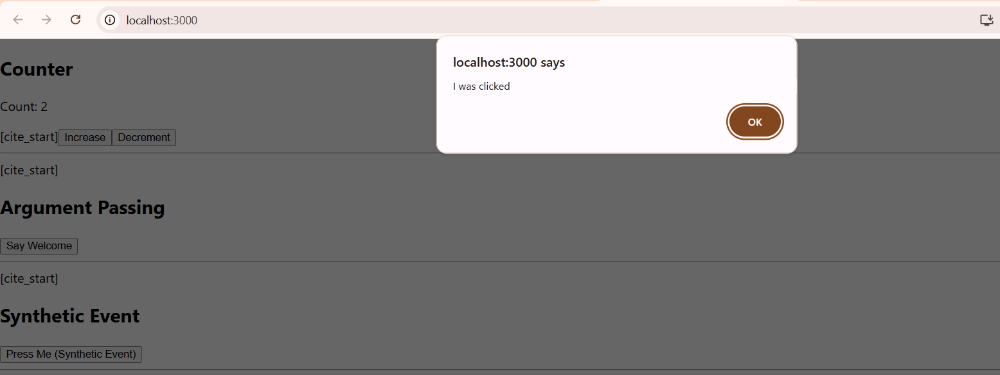 localhost:3000
localhost:3000 says
I was clicked
OK
Counter
Count: 2
[cite_start] Increase Decrement
[cite_start]
Argument Passing
Say Welcome
[cite_start]
Synthetic Event
Press Me (Synthetic Event)